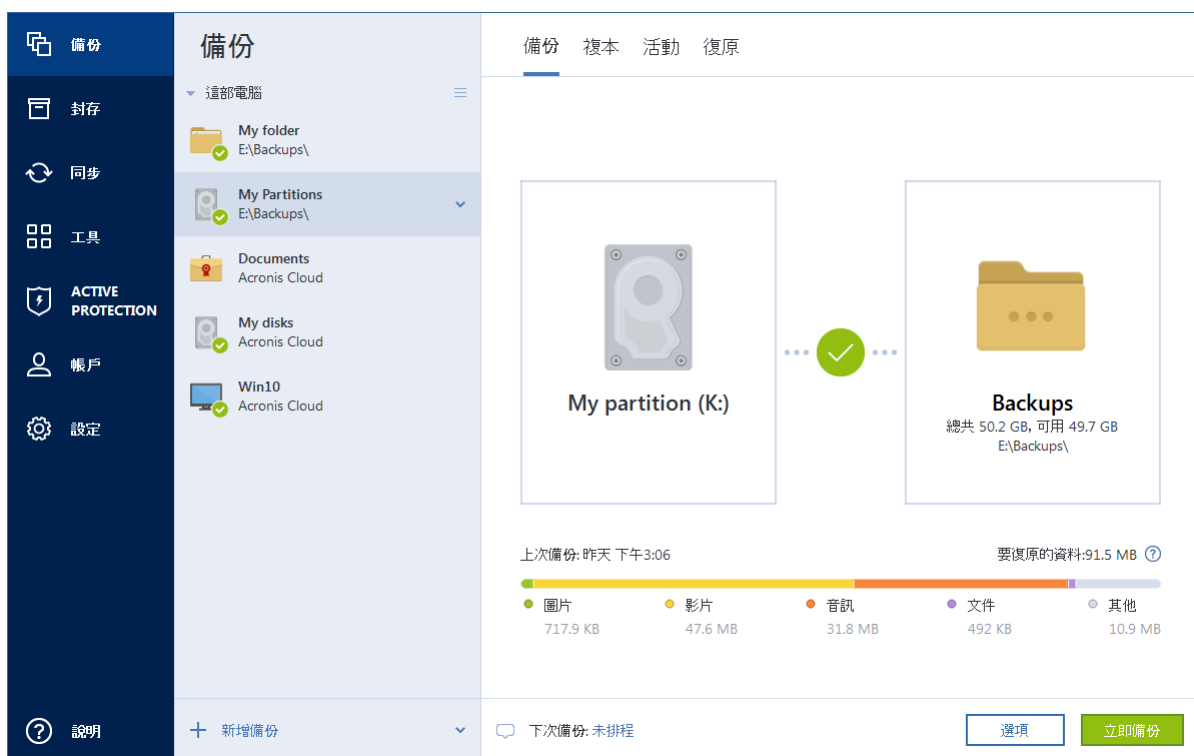 備份
封存
同步
工具
ACTIVE
PROTECTION
帳戶
設定
說明
備份
這部電腦
My folder
E:\Backups\
My Partitions
E:\Backups\
Documents
Acronis Cloud
My disks
Acronis Cloud
Win10
Acronis Cloud
新增備份
備份 複本 活動 復原
My partition (K:)
Backups
總共 50.2 GB, 可用 49.7 GB
E:\Backups\
上次備份: 昨天 下午3:06
要復原的資料:91.5 MB ?
圖片 影片 音訊 文件 其他
717.9 KB 47.6 MB 31.8 MB 492 KB 10.9 MB
下次備份: 未排程
選項
立即備份